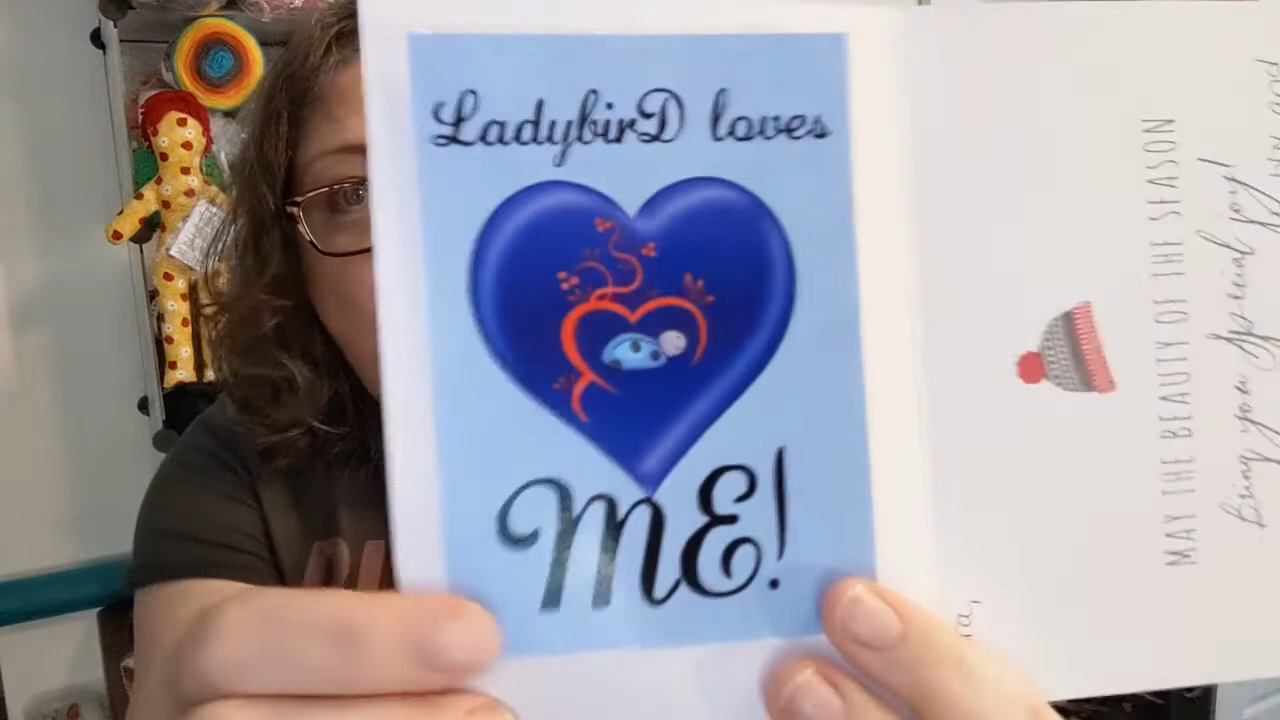 LadybirD loves
ME!
MAY THE BEAUTY OF THE SEASON
Bring you Special joy!